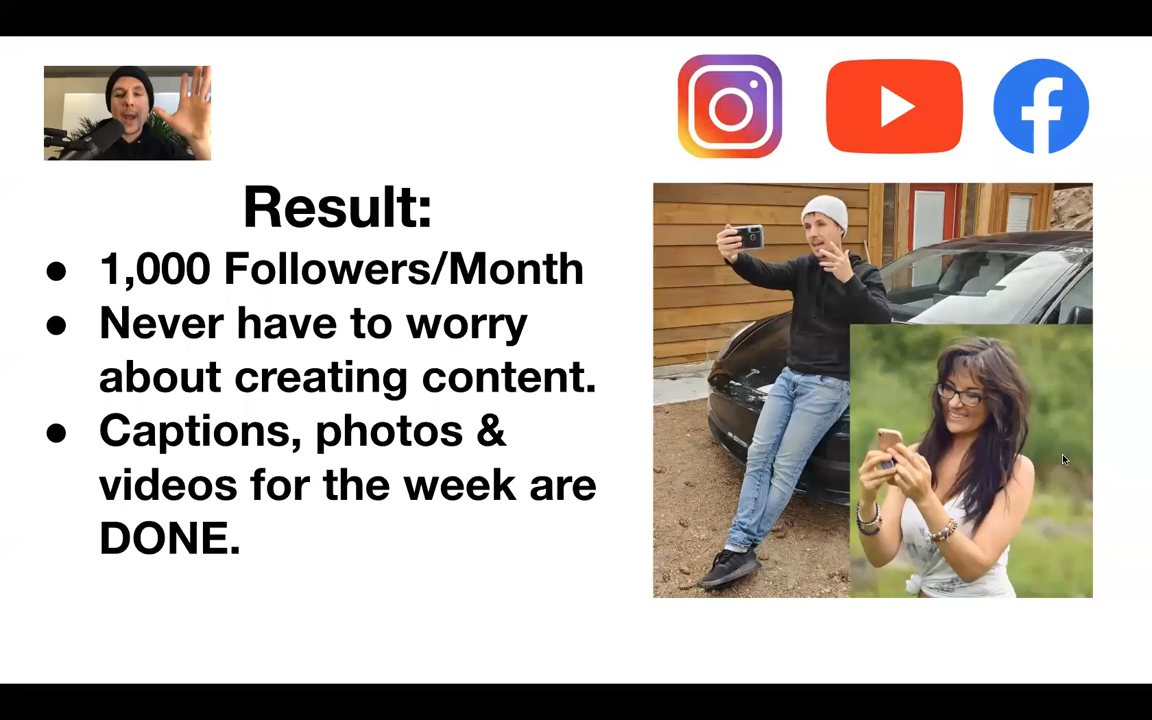 Result:
● 1,000 Followers/Month
● Never have to worry
about creating content.
● Captions, photos &
videos for the week are
DONE.